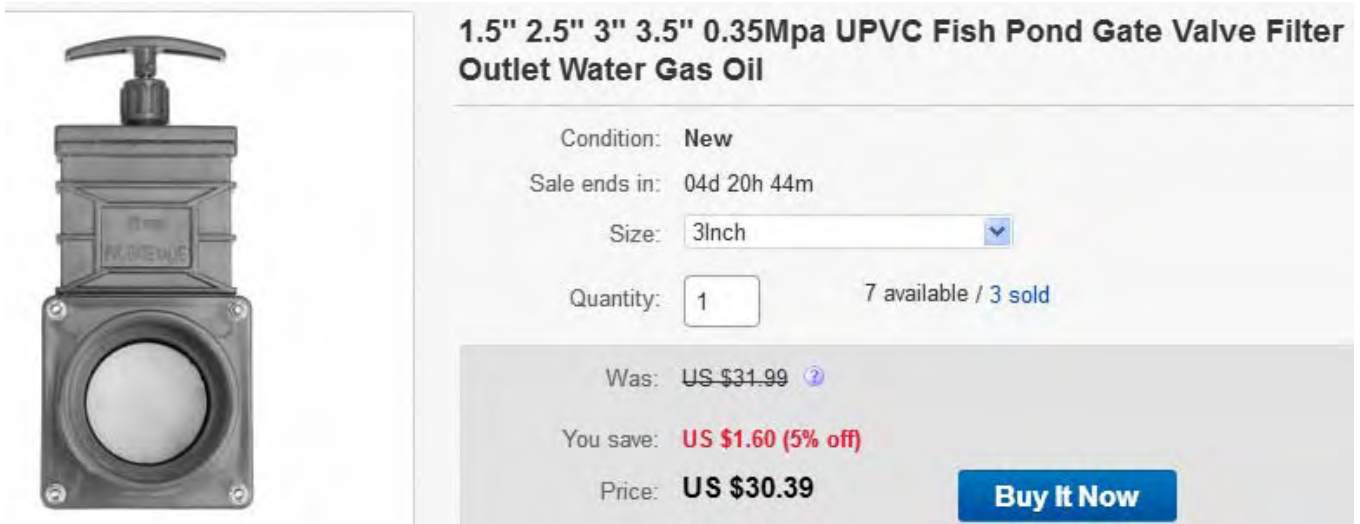 1.5" 2.5" 3" 3.5" 0.35Mpa UPVC Fish Pond Gate Valve Filter
Outlet Water Gas Oil
Condition: New
Sale ends in: 04d 20h 44m
Size: 3Inch
Quantity: 1 7 available / 3 sold
Was: US $31.99
You save: US $1.60 (5% off)
Price: US $30.39
Buy It Now